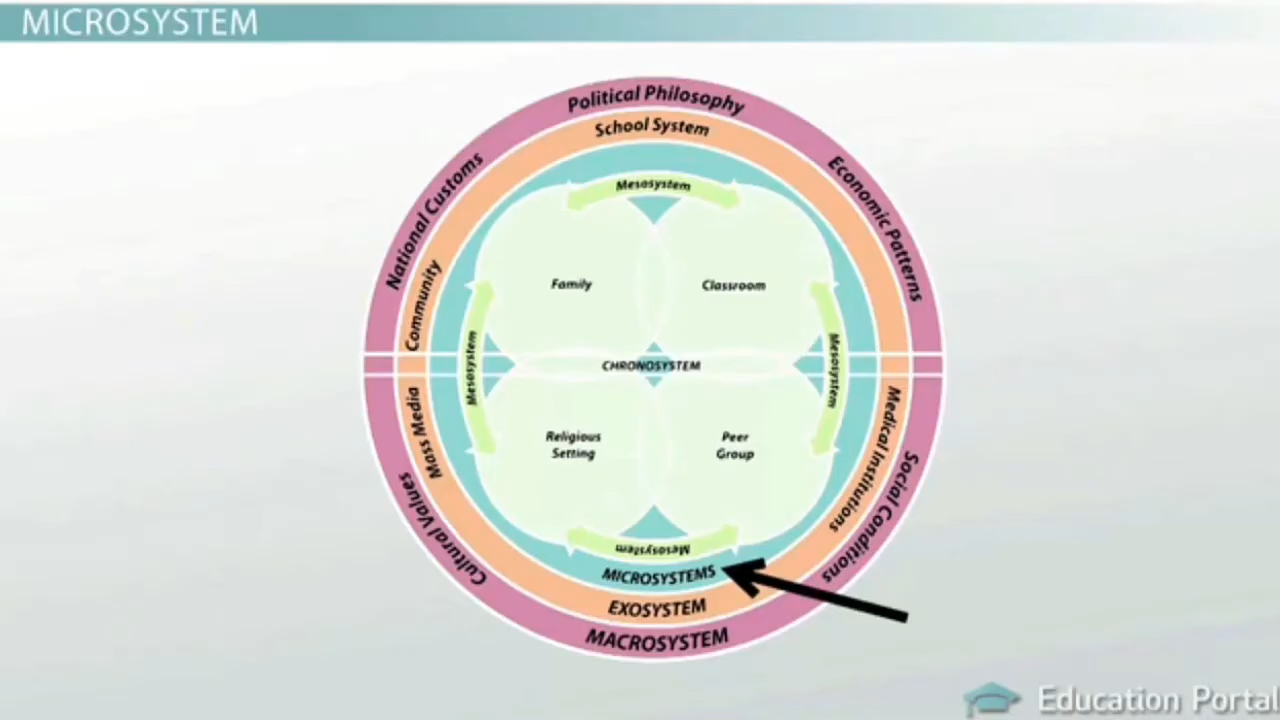 MICROSYSTEM
Political Philosophy
School System
National Customs
Economic Patterns
Mesosystem
Community
Family
Classroom
Mesosystem
CHRONOSYSTEM
Mesosystem
Mass Media
Medical Institutions
Religious
Setting
Peer
Group
Cultural Values
Social Conditions
Mesosystem
MICROSYSTEMS
EXOSYSTEM
MACROSYSTEM
Education Portal